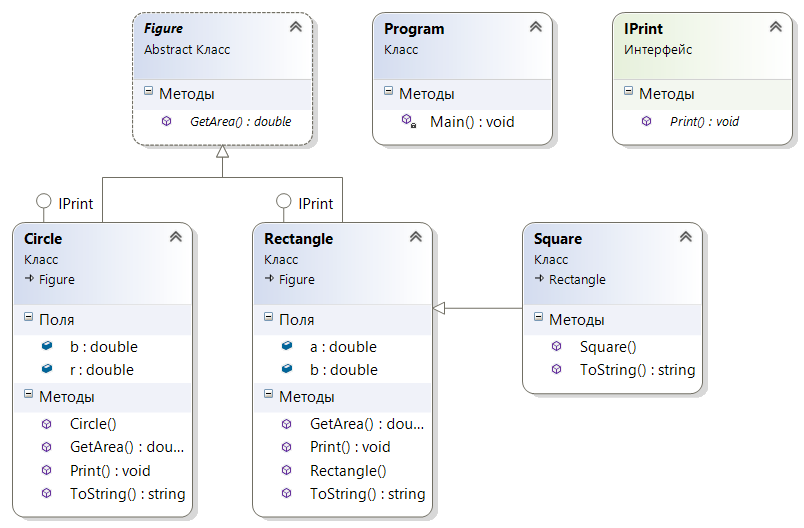 Figure
Abstract Класс
Методы
GetArea() : double
Program
Класс
Методы
Main() : void
IPrint
Интерфейс
Методы
Print() : void
IPrint
Circle
Класс
Figure
Поля
b : double
r : double
Методы
Circle()
GetArea() : dou...
Print() : void
ToString() : string
IPrint
Rectangle
Класс
Figure
Поля
a : double
b : double
Методы
GetArea() : dou...
Print() : void
Rectangle()
ToString() : string
Square
Класс
Rectangle
Методы
Square()
ToString() : string